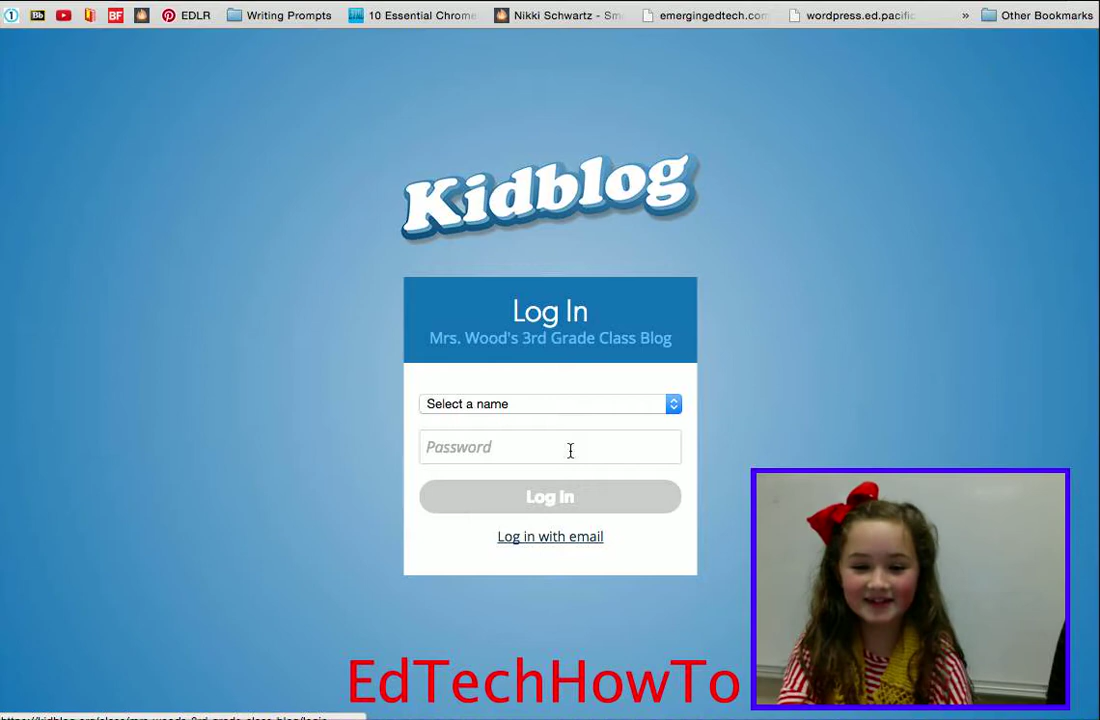 Bb EDLR Writing Prompts 10 Essential Chrome BF Nikki Schwartz - Sm emergingedtech.com wordpress.ed.pacific » Other Bookmarks
Kidblog
Log In
Mrs. Wood's 3rd Grade Class Blog
Select a name
Password
Log In
Log in with email
EdTechHowTo